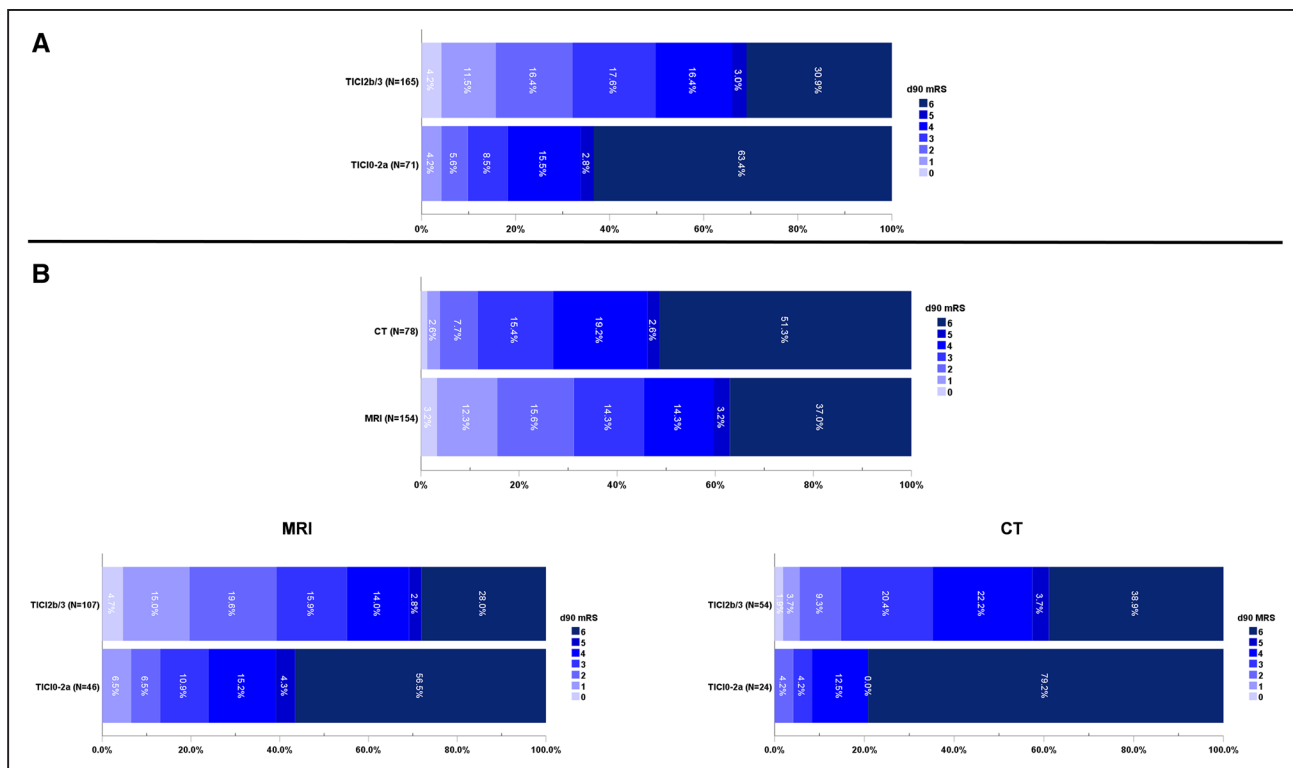 A
TICI2b/3 (N=165)
4.2% 11.5% 16.4% 17.6% 16.4% 3.0% 30.9%
TICI0-2a (N=71)
4.2% 5.6% 8.5% 15.5% 2.8% 63.4%
0% 20% 40% 60% 80% 100%
d90 mRS
6
5
4
3
2
1
0
B
CT (N=78)
2.6% 7.7% 15.4% 19.2% 2.6% 51.3%
MRI (N=154)
3.2% 12.3% 15.6% 14.3% 14.3% 3.2% 37.0%
0% 20% 40% 60% 80% 100%
d90 mRS
6
5
4
3
2
1
0
MRI
TICI2b/3 (N=107)
4.7% 15.0% 19.6% 15.9% 14.0% 2.8% 28.0%
TICI0-2a (N=46)
6.5% 6.5% 10.9% 15.2% 4.3% 56.5%
0.0% 20.0% 40.0% 60.0% 80.0% 100.0%
d90 mRS
6
5
4
3
2
1
0
CT
TICI2b/3 (N=54)
1.9% 3.7% 9.3% 20.4% 22.2% 3.7% 38.9%
TICI0-2a (N=24)
4.2% 4.2% 12.5% 0.0% 79.2%
0.0% 20.0% 40.0% 60.0% 80.0% 100.0%
d90 MRS
6
5
4
3
2
1
0